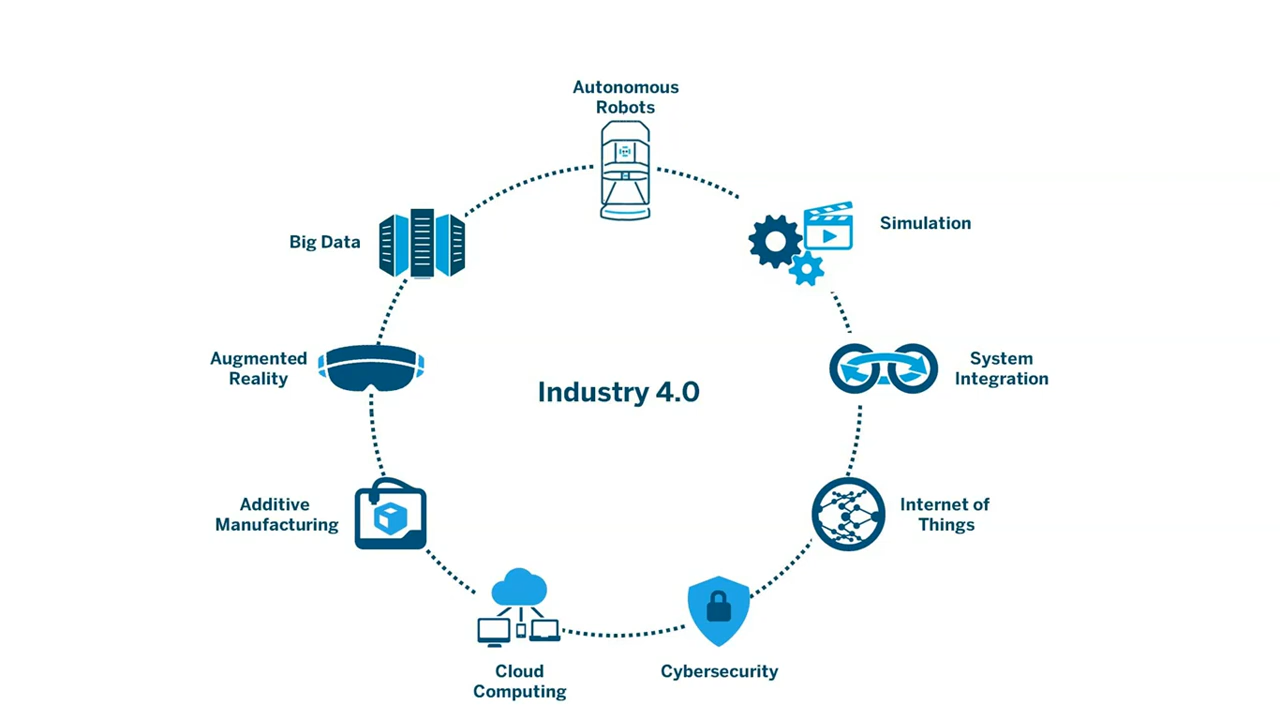 Autonomous
Robots
Simulation
Big Data
System
Integration
Augmented
Reality
Industry 4.0
Internet of
Things
Additive
Manufacturing
Cybersecurity
Cloud
Computing